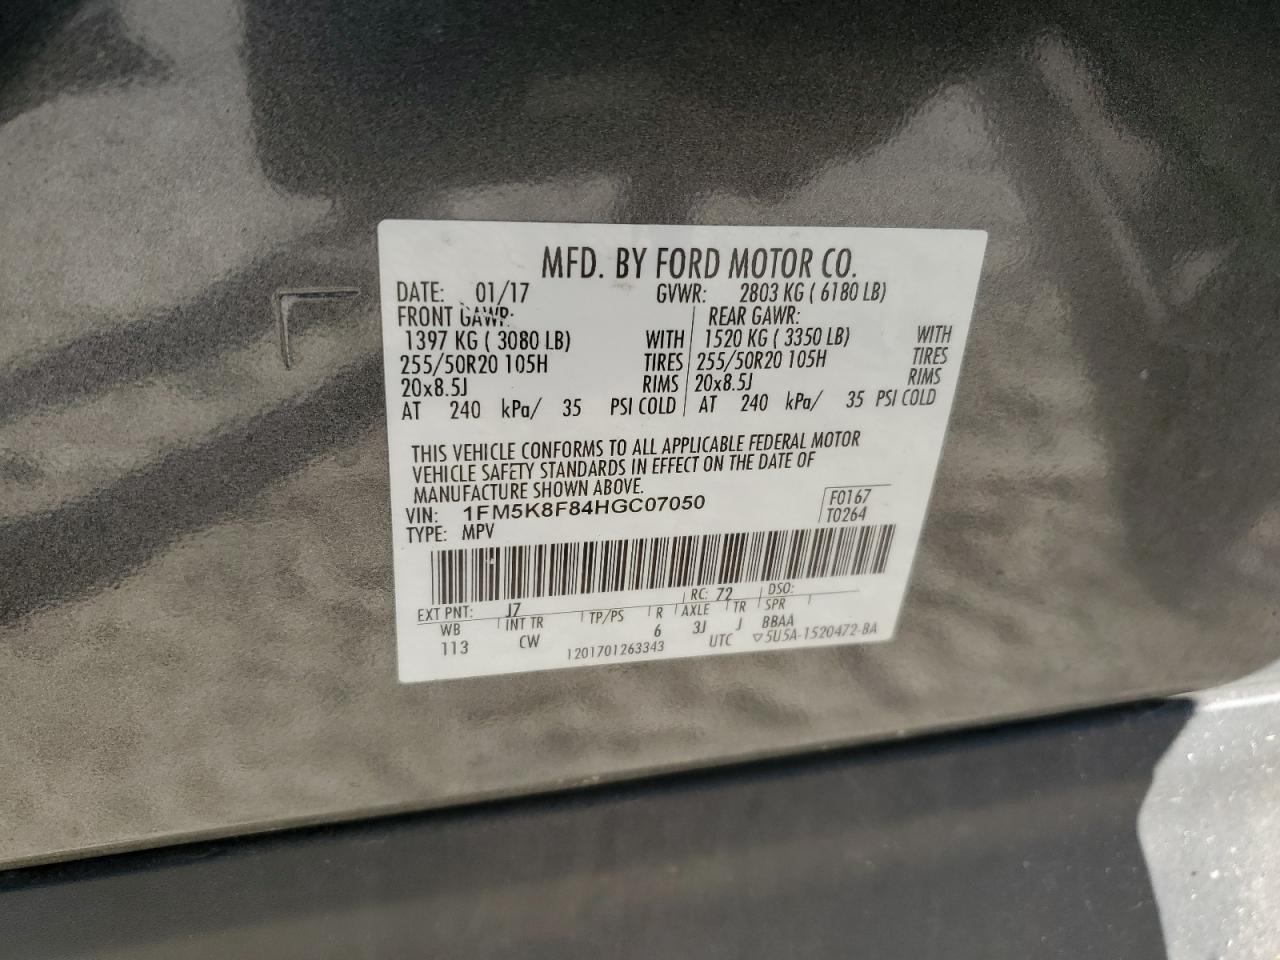 MFD. BY FORD MOTOR CO.
DATE: 01/17 GVWR: 2803 KG ( 6180 LB)
FRONT GAWR: REAR GAWR:
1397 KG ( 3080 LB) WITH 1520 KG ( 3350 LB) WITH
255/50R20 105H TIRES 255/50R20 105H TIRES
20x8.5J RIMS 20x8.5J RIMS
AT 240 kPa/ 35 PSI COLD AT 240 kPa/ 35 PSI COLD
THIS VEHICLE CONFORMS TO ALL APPLICABLE FEDERAL MOTOR
VEHICLE SAFETY STANDARDS IN EFFECT ON THE DATE OF
MANUFACTURE SHOWN ABOVE.
VIN: 1FM5K8F84HGC07050 F0167
TYPE: MPV T0264
EXT PNT: J7 RC: 72 DSO:
WB INT TR TP/PS R AXLE TR SPR
113 CW 6 3J J BBAA
1201701263343 UTC ▽5U5A-1520472-BA